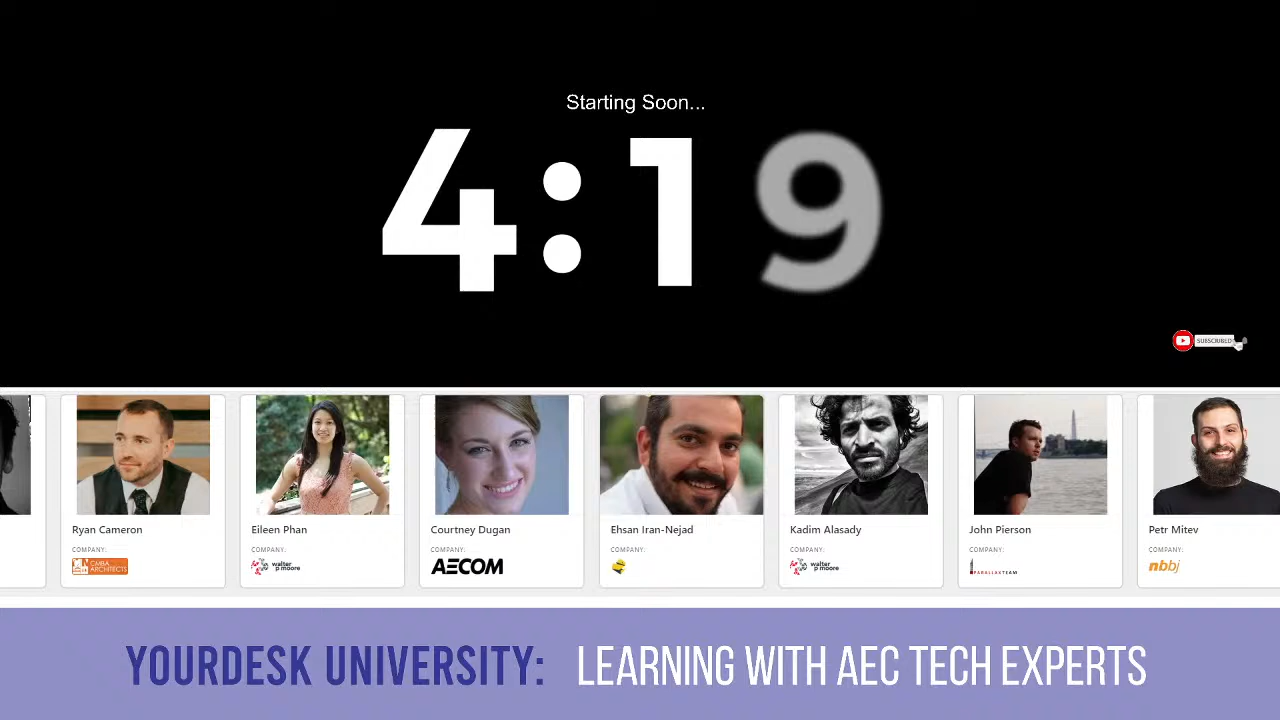 Starting Soon...
4:19
SUBSCRIBED
Ryan Cameron
COMPANY:
CMBA
ARCHITECTS
Eileen Phan
COMPANY:
walter
p moore
Courtney Dugan
COMPANY:
AECOM
Ehsan Iran-Nejad
COMPANY:
Kadim Alasady
COMPANY:
walter
p moore
John Pierson
COMPANY:
PARALLAXTEAM
Petr Mitev
COMPANY:
nbbj
YOURDESK UNIVERSITY: LEARNING WITH AEC TECH EXPERTS